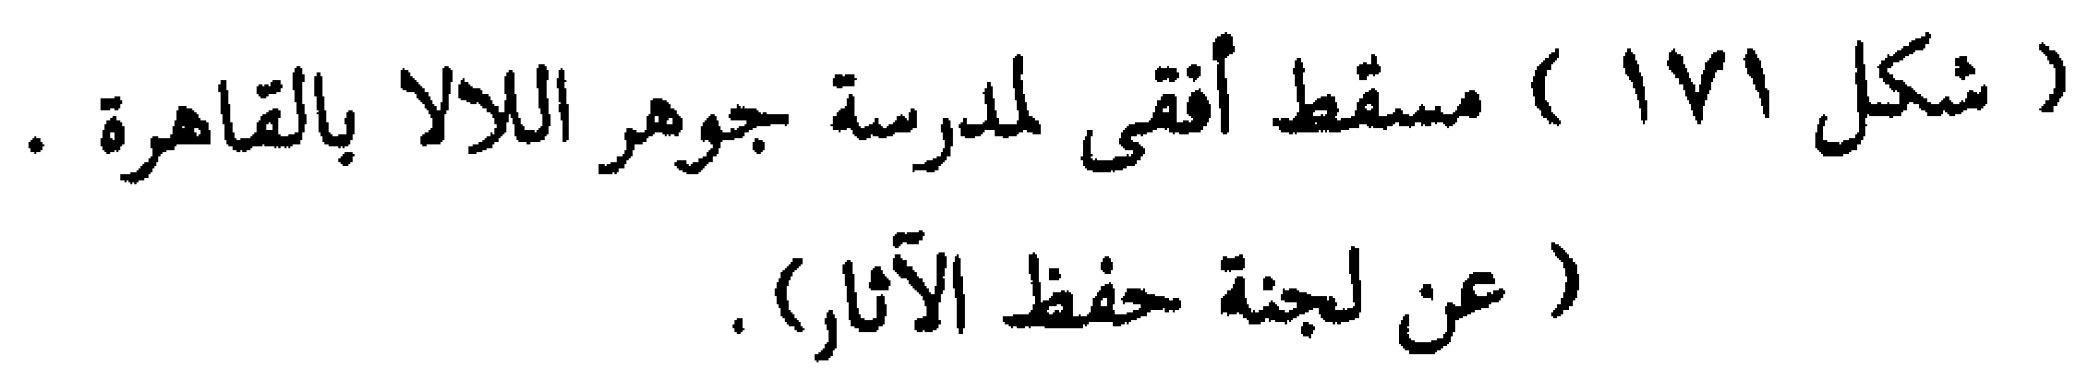 ( شكل ١٧١ ) مسقط أفقى لمدرسة جوهر اللالا بالقاهرة .
( عن لجنة حفظ الآثار) .